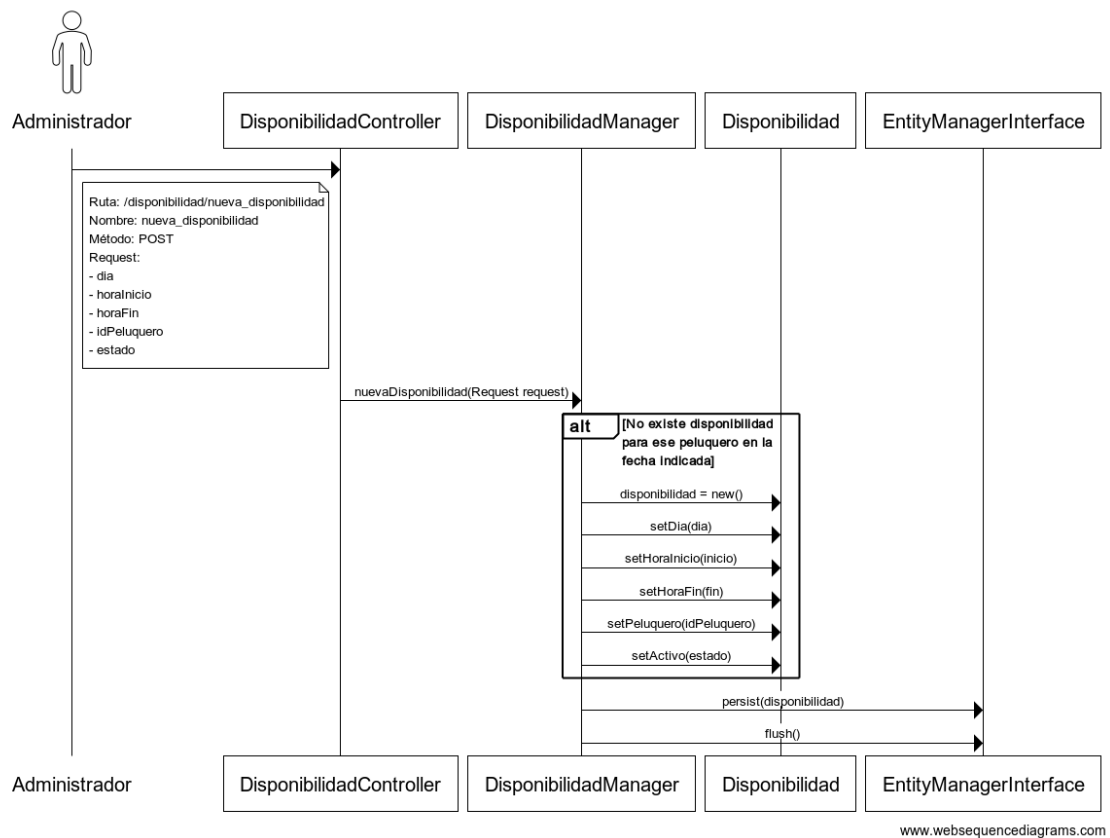 Administrador
DisponibilidadController
DisponibilidadManager
Disponibilidad
EntityManagerInterface
Ruta: /disponibilidad/nueva_disponibilidad
Nombre: nueva_disponibilidad
Método: POST
Request:
- dia
- horaInicio
- horaFin
- idPeluquero
- estado
nuevaDisponibilidad(Request request)
alt
[No existe disponibilidad
para ese peluquero en la
fecha indicada]
disponibilidad = new()
setDia(dia)
setHoraInicio(inicio)
setHoraFin(fin)
setPeluquero(idPeluquero)
setActivo(estado)
persist(disponibilidad)
flush()
Administrador
DisponibilidadController
DisponibilidadManager
Disponibilidad
EntityManagerInterface
www.websequencediagrams.com